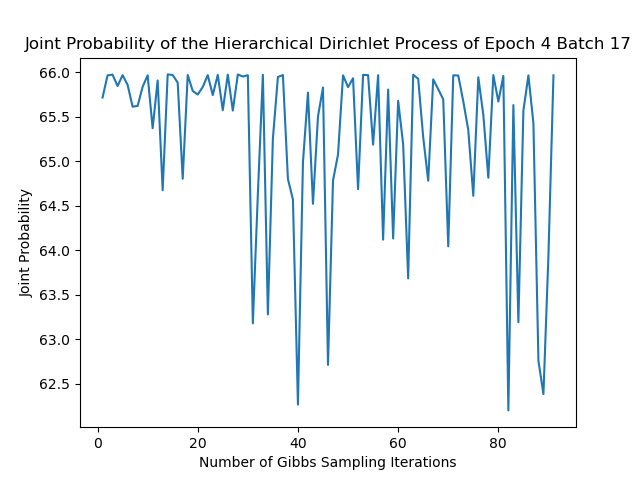 Joint Probability of the Hierarchical Dirichlet Process of Epoch 4 Batch 17
66.0
65.5
65.0
64.5
64.0
63.5
63.0
62.5
Joint Probability
0 20 40 60 80
Number of Gibbs Sampling Iterations